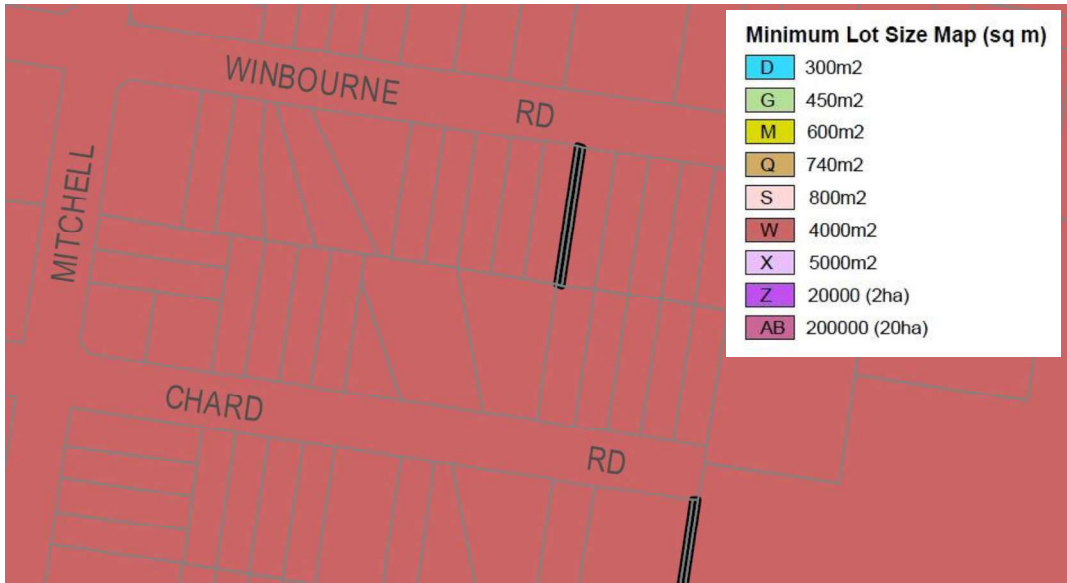 Minimum Lot Size Map (sq m)
D 300m2
G 450m2
M 600m2
Q 740m2
S 800m2
W 4000m2
X 5000m2
Z 20000 (2ha)
AB 200000 (20ha)
WINBOURNE RD
MITCHELL
CHARD RD